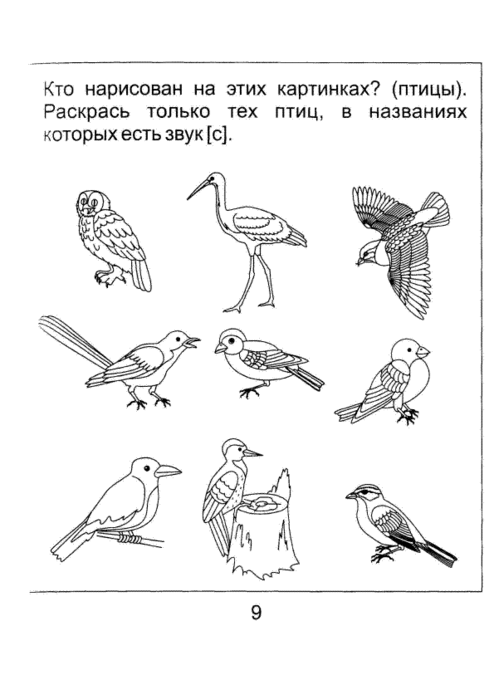 Кто нарисован на этих картинках? (птицы).
Раскрась только тех птиц, в названиях
которых есть звук [с].
9